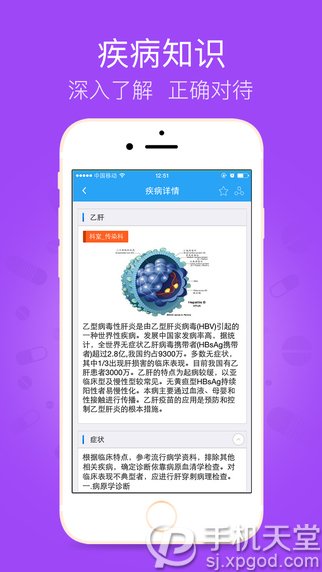 疾病知识
深入了解 正确对待
中国移动 12:51
疾病详情
乙肝
科室_传染科
Hepatitis B
乙型病毒性肝炎是由乙型肝炎病毒(HBV)引起的
一种世界性疾病。发展中国家发病率高，据统
计，全世界无症状乙肝病毒携带者(HBsAg携带
者)超过2.8亿,我国约占9300万。多数无症状，
其中1/3出现肝损害的临床表现。目前我国有乙
肝患者3000万。乙肝的特点为起病较缓，以亚
临床型及慢性型较常见。无黄疸型HBsAg持续
阳性者易慢性化。本病主要通过血液、母婴和
性接触进行传播。乙肝疫苗的应用是预防和控
制乙型肝炎的根本措施。
症状
根据临床特点，参考流行病学资料，排除其他
相关疾病，确定诊断依靠病原血清学检查。对
临床表现不典型者，应进行肝穿刺病理检查。
一.病原学诊断
手机天堂
sj.xpgod.com